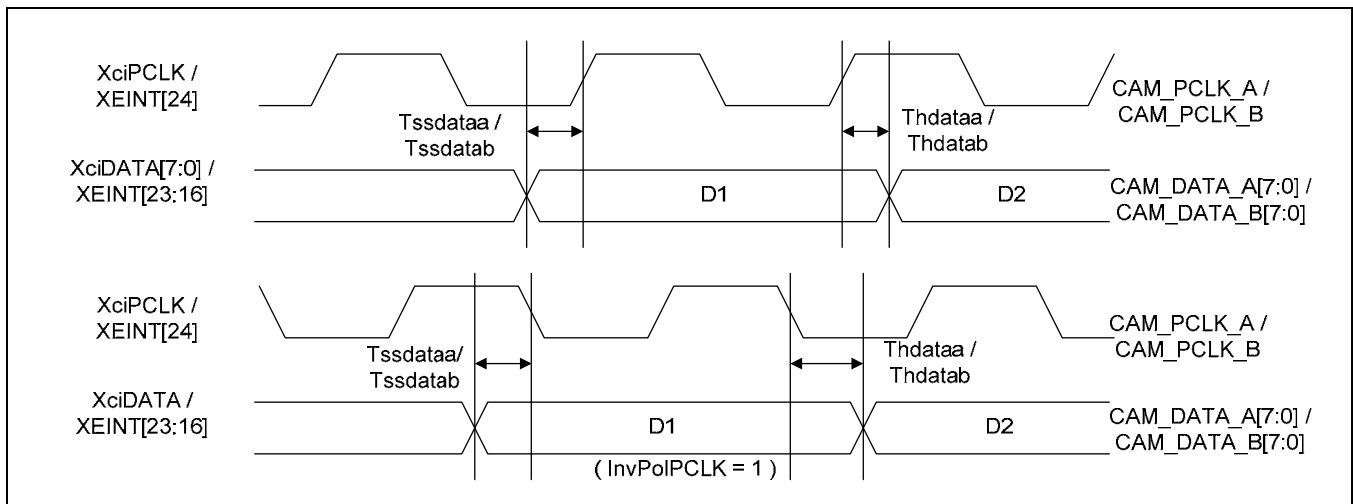 XciPCLK /
XEINT[24]
CAM_PCLK_A /
CAM_PCLK_B
Tssdataa /
Tssdatab
Thdataa /
Thdatab
XciDATA[7:0] /
XEINT[23:16]
D1
D2
CAM_DATA_A[7:0] /
CAM_DATA_B[7:0]
XciPCLK /
XEINT[24]
CAM_PCLK_A /
CAM_PCLK_B
Tssdataa/
Tssdatab
Thdataa /
Thdatab
XciDATA /
XEINT[23:16]
D1
D2
CAM_DATA_A[7:0] /
CAM_DATA_B[7:0]
( InvPolPCLK = 1 )